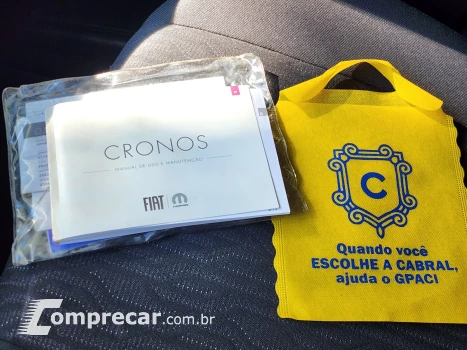 CRONOS
MANUAL DE USO E MANUTENÇÃO
FIAT
C
Quando você
ESCOLHE A CABRAL,
ajuda o GPACI
Comprecar.com.br